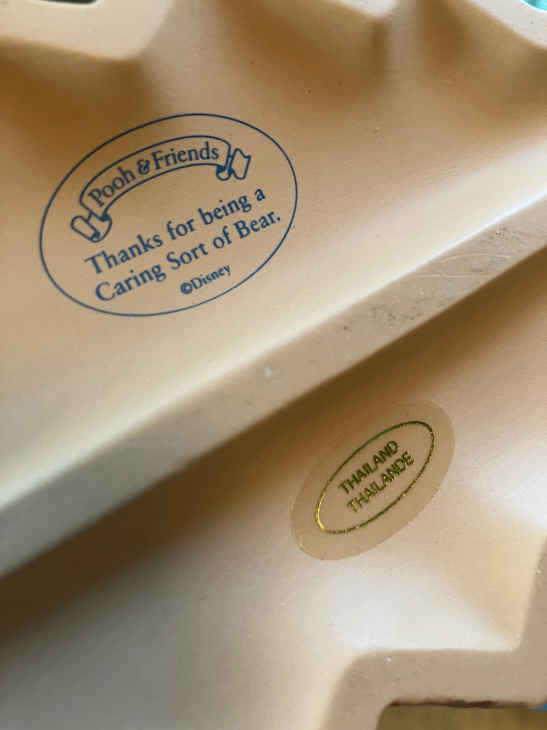 Pooh & Friends
Thanks for being a
Caring Sort of Bear.
©Disney
THAILAND
THAILANDE